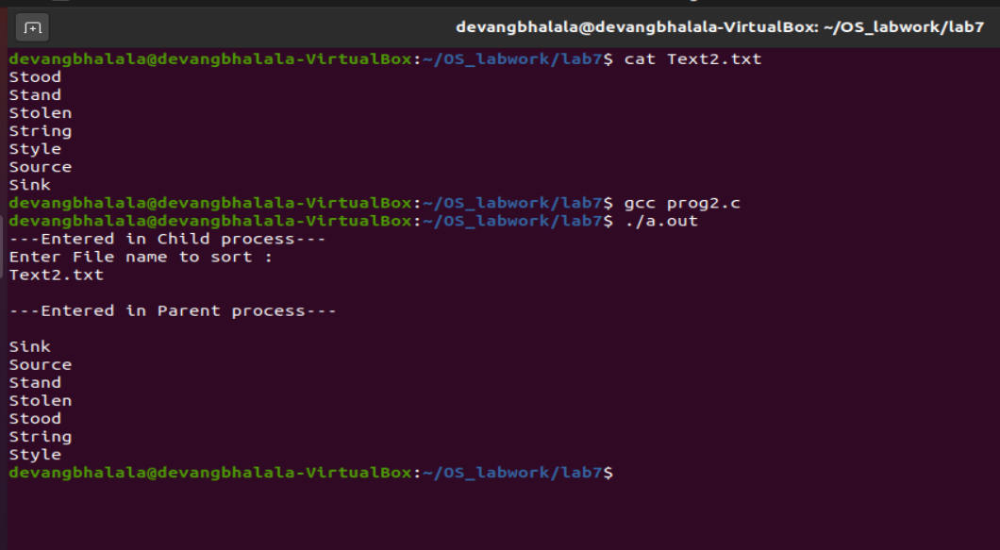 devangbhalala@devangbhalala-VirtualBox: ~/OS_labwork/lab7
devangbhalala@devangbhalala-VirtualBox:~/OS_labwork/lab7$ cat Text2.txt
Stood
Stand
Stolen
String
Style
Source
Sink
devangbhalala@devangbhalala-VirtualBox:~/OS_labwork/lab7$ gcc prog2.c
devangbhalala@devangbhalala-VirtualBox:~/OS_labwork/lab7$ ./a.out
---Entered in Child process---
Enter File name to sort :
Text2.txt
---Entered in Parent process---
Sink
Source
Stand
Stolen
Stood
String
Style
devangbhalala@devangbhalala-VirtualBox:~/OS_labwork/lab7$